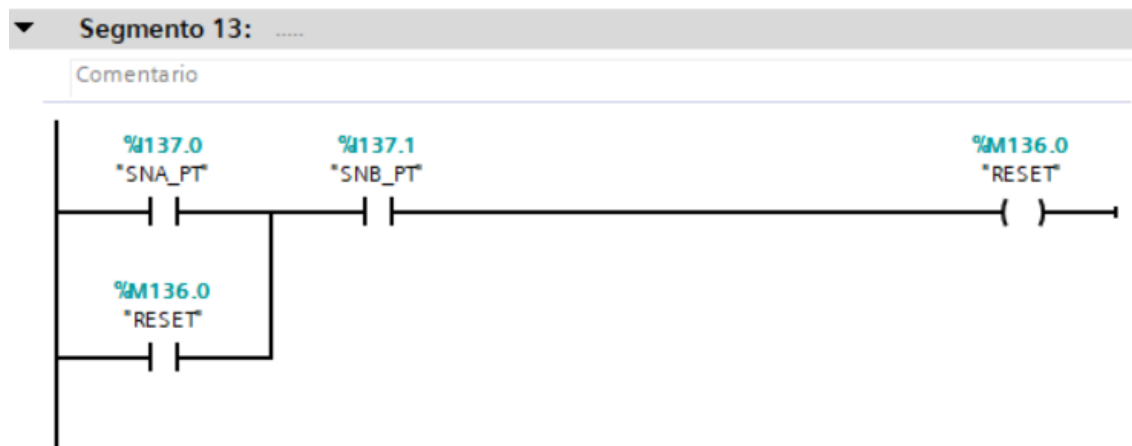 Segmento 13: .....
Comentario
%I137.0
"SNA_PT"
%I137.1
"SNB_PT"
%M136.0
"RESET"
%M136.0
"RESET"